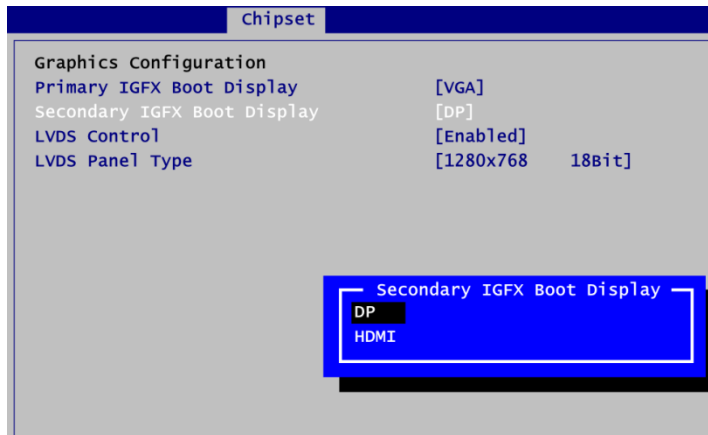 Chipset
Graphics Configuration
Primary IGFX Boot Display [VGA]
Secondary IGFX Boot Display [DP]
LVDS Control [Enabled]
LVDS Panel Type [1280x768 18Bit]
Secondary IGFX Boot Display
DP
HDMI